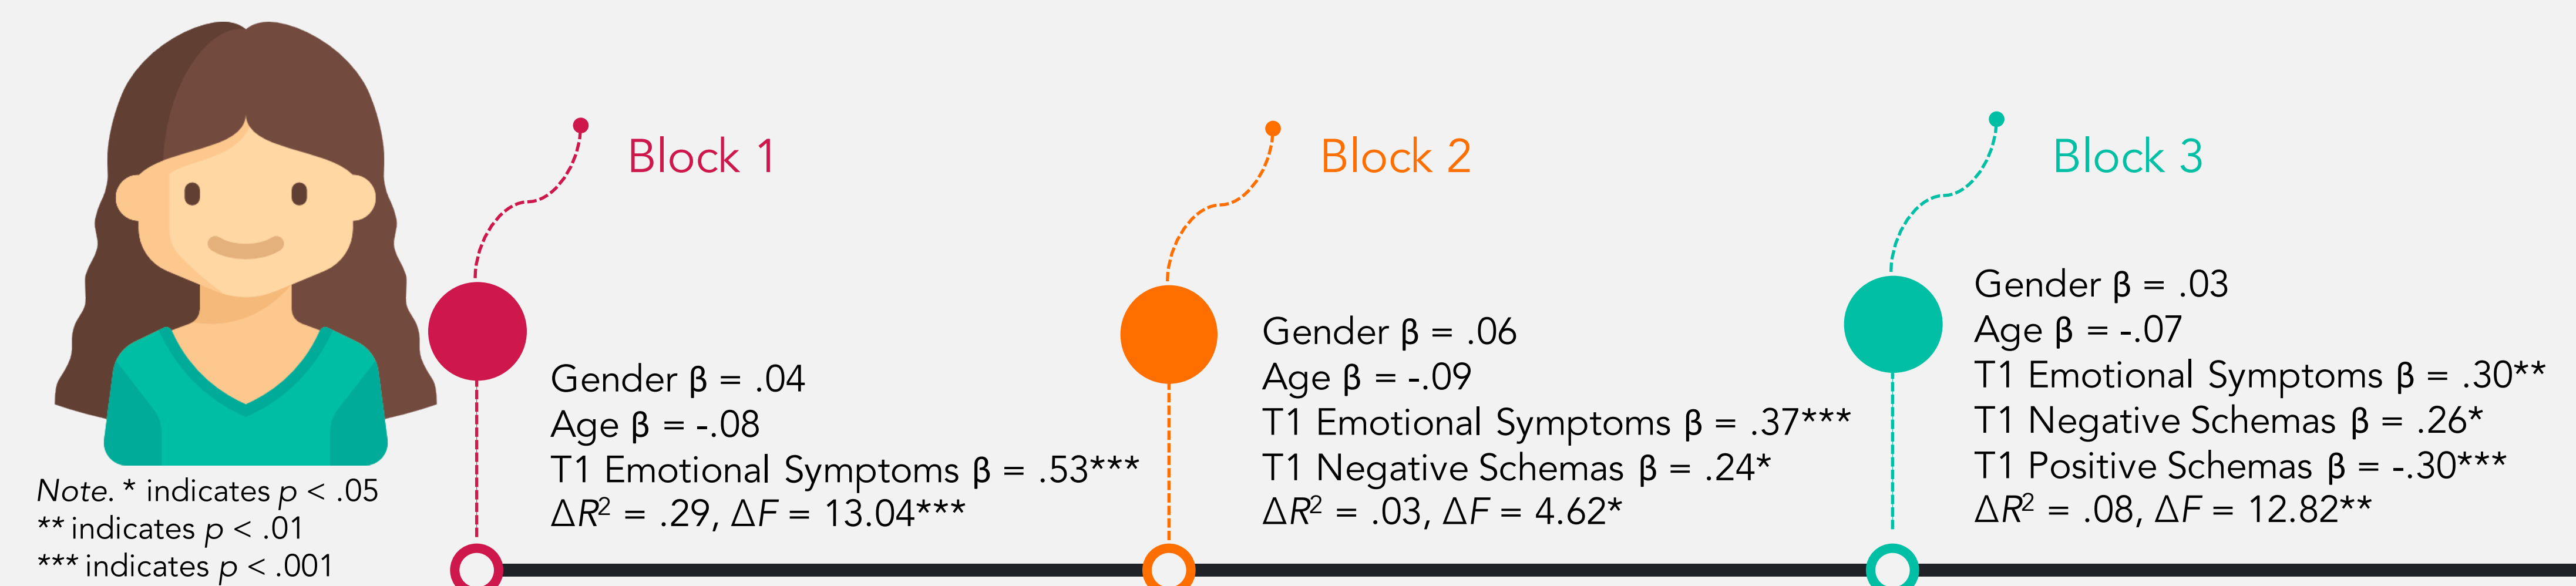 Block 1
Gender β = .04
Age β = -.08
T1 Emotional Symptoms β = .53***
ΔR² = .29, ΔF = 13.04***
Block 2
Gender β = .06
Age β = -.09
T1 Emotional Symptoms β = .37***
T1 Negative Schemas β = .24*
ΔR² = .03, ΔF = 4.62*
Block 3
Gender β = .03
Age β = -.07
T1 Emotional Symptoms β = .30**
T1 Negative Schemas β = .26*
T1 Positive Schemas β = -.30***
ΔR² = .08, ΔF = 12.82**
Note. * indicates p < .05
** indicates p < .01
*** indicates p < .001